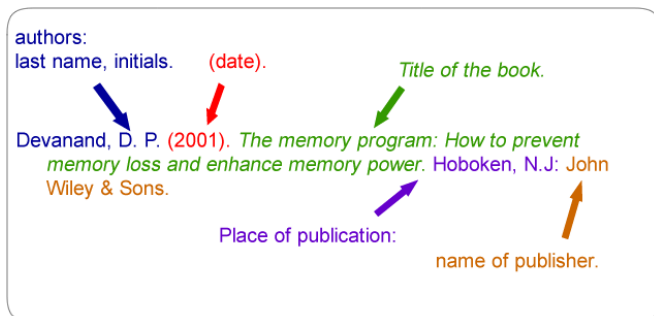 authors:
last name, initials. (date). Title of the book.
Devanand, D. P. (2001). The memory program: How to prevent
memory loss and enhance memory power. Hoboken, N.J: John
Wiley & Sons.
Place of publication:
name of publisher.